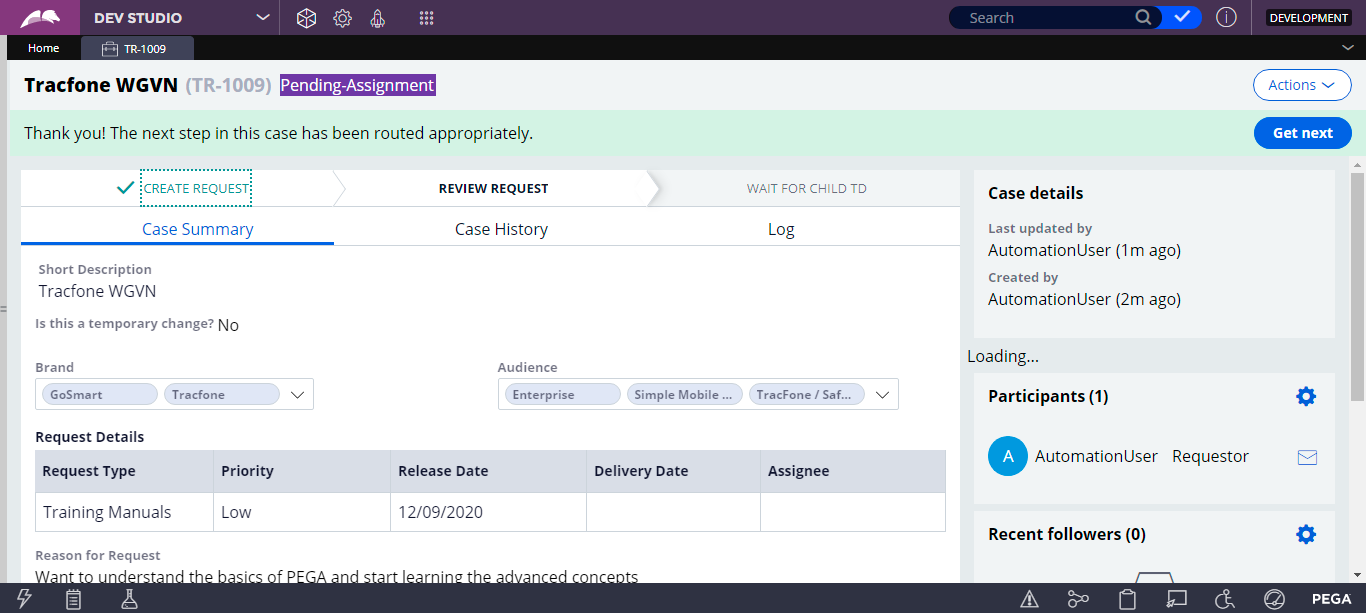 DEV STUDIO
Search
DEVELOPMENT
Home
TR-1009
Tracfone WGVN (TR-1009) Pending-Assignment
Actions
Thank you! The next step in this case has been routed appropriately.
Get next
CREATE REQUEST
REVIEW REQUEST
WAIT FOR CHILD TD
Case Summary
Case History
Log
Short Description
Tracfone WGVN
Is this a temporary change? No
Brand
GoSmart
Tracfone
Audience
Enterprise
Simple Mobile ...
TracFone / Saf...
Request Details
Request Type Priority Release Date Delivery Date Assignee
Training Manuals Low 12/09/2020
Reason for Request
Want to understand the basics of PEGA and start learning the advanced concepts
Case details
Last updated by
AutomationUser (1m ago)
Created by
AutomationUser (2m ago)
Loading...
Participants (1)
A AutomationUser Requestor
Recent followers (0)
PEGA